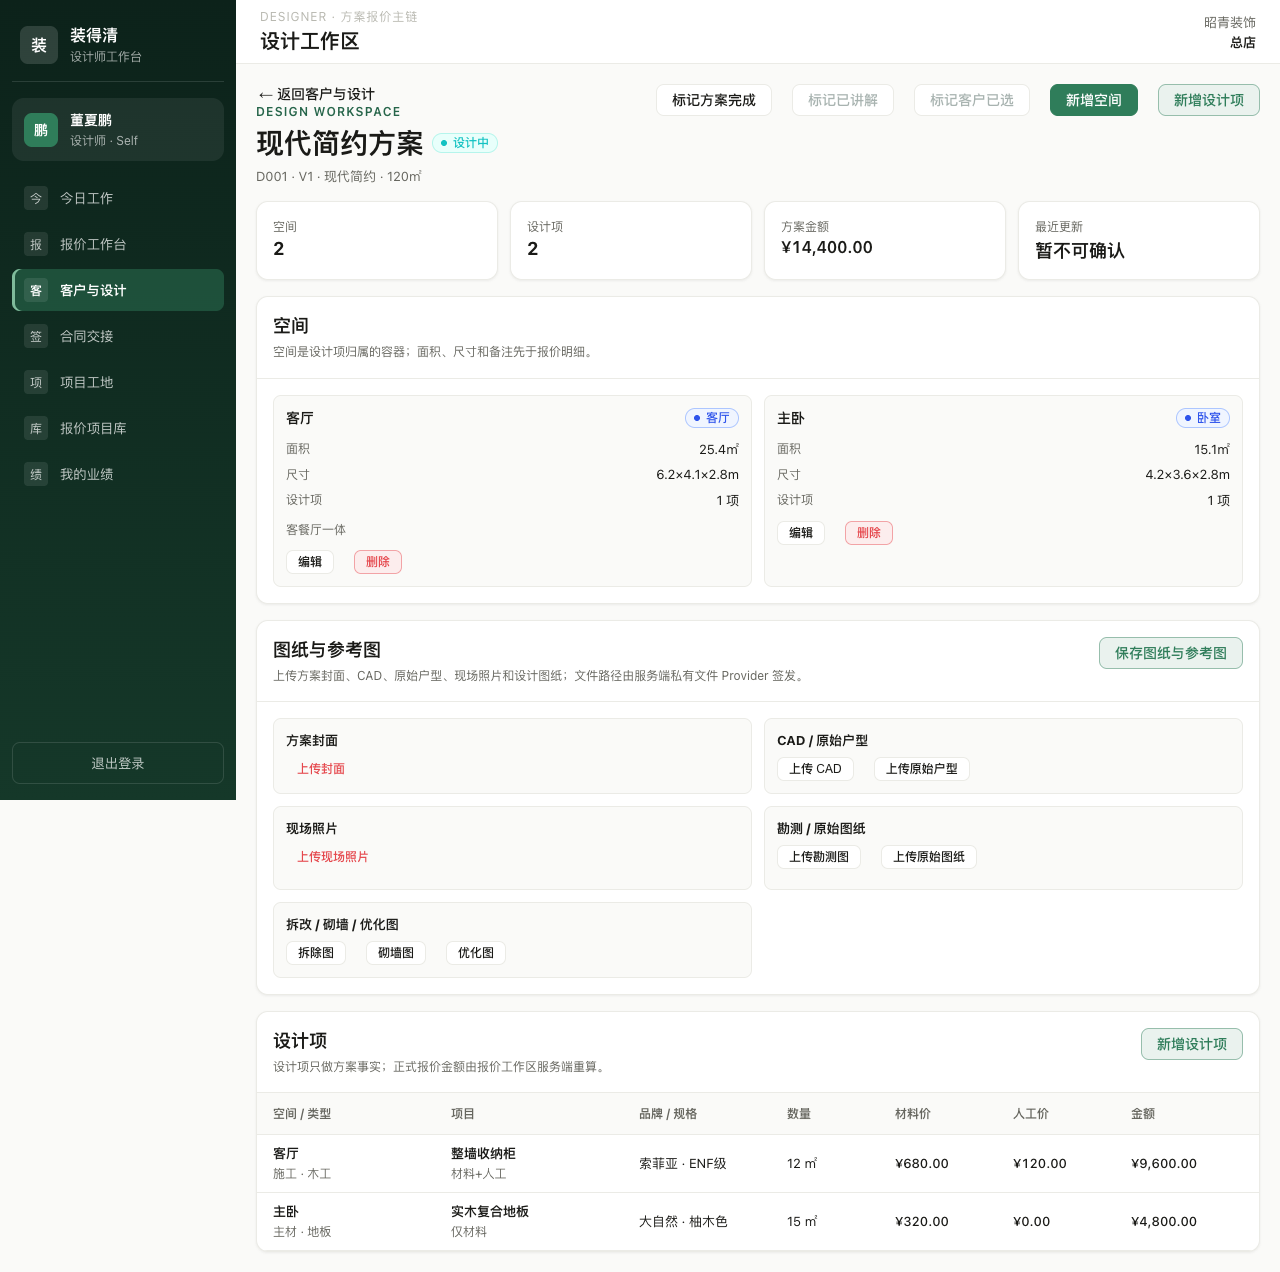 装
装得清
设计师工作台
鹏
董夏鹏
设计师 · Self
今 今日工作
报 报价工作台
客 客户与设计
签 合同交接
项 项目工地
库 报价项目库
绩 我的业绩
退出登录
DESIGNER · 方案报价主链
设计工作区
昭青装饰
总店
← 返回客户与设计
标记方案完成 标记已讲解 标记客户已选 新增空间 新增设计项
DESIGN WORKSPACE
现代简约方案 设计中
D001 · V1 · 现代简约 · 120㎡
空间
2
设计项
2
方案金额
¥14,400.00
最近更新
暂不可确认
空间
空间是设计项归属的容器；面积、尺寸和备注先于报价明细。
客厅 客厅
面积 25.4㎡
尺寸 6.2×4.1×2.8m
设计项 1 项
客餐厅一体
编辑 删除
主卧 卧室
面积 15.1㎡
尺寸 4.2×3.6×2.8m
设计项 1 项
编辑 删除
图纸与参考图
上传方案封面、CAD、原始户型、现场照片和设计图纸；文件路径由服务端私有文件 Provider 签发。
保存图纸与参考图
方案封面
上传封面
CAD / 原始户型
上传 CAD 上传原始户型
现场照片
上传现场照片
勘测 / 原始图纸
上传勘测图 上传原始图纸
拆改 / 砌墙 / 优化图
拆除图 砌墙图 优化图
设计项
设计项只做方案事实；正式报价金额由报价工作区服务端重算。
新增设计项
空间 / 类型 项目 品牌 / 规格 数量 材料价 人工价 金额
客厅 整墙收纳柜 索菲亚 · ENF级 12 ㎡ ¥680.00 ¥120.00 ¥9,600.00
施工 · 木工 材料+人工
主卧 实木复合地板 大自然 · 柚木色 15 ㎡ ¥320.00 ¥0.00 ¥4,800.00
主材 · 地板 仅材料